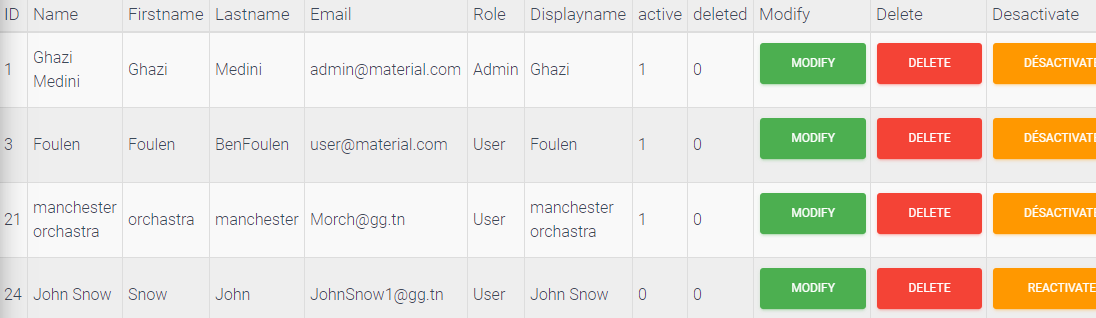 ID Name Firstname Lastname Email Role Displayname active deleted Modify Delete Desactivate
1 Ghazi Medini Ghazi Medini admin@material.com Admin Ghazi 1 0 MODIFY DELETE DÉSACTIVATE
3 Foulen Foulen BenFoulen user@material.com User Foulen 1 0 MODIFY DELETE DÉSACTIVATE
21 manchester orchastra orchastra manchester Morch@gg.tn User manchester orchastra 1 0 MODIFY DELETE DÉSACTIVATE
24 John Snow Snow John JohnSnow1@gg.tn User John Snow 0 0 MODIFY DELETE REACTIVATE